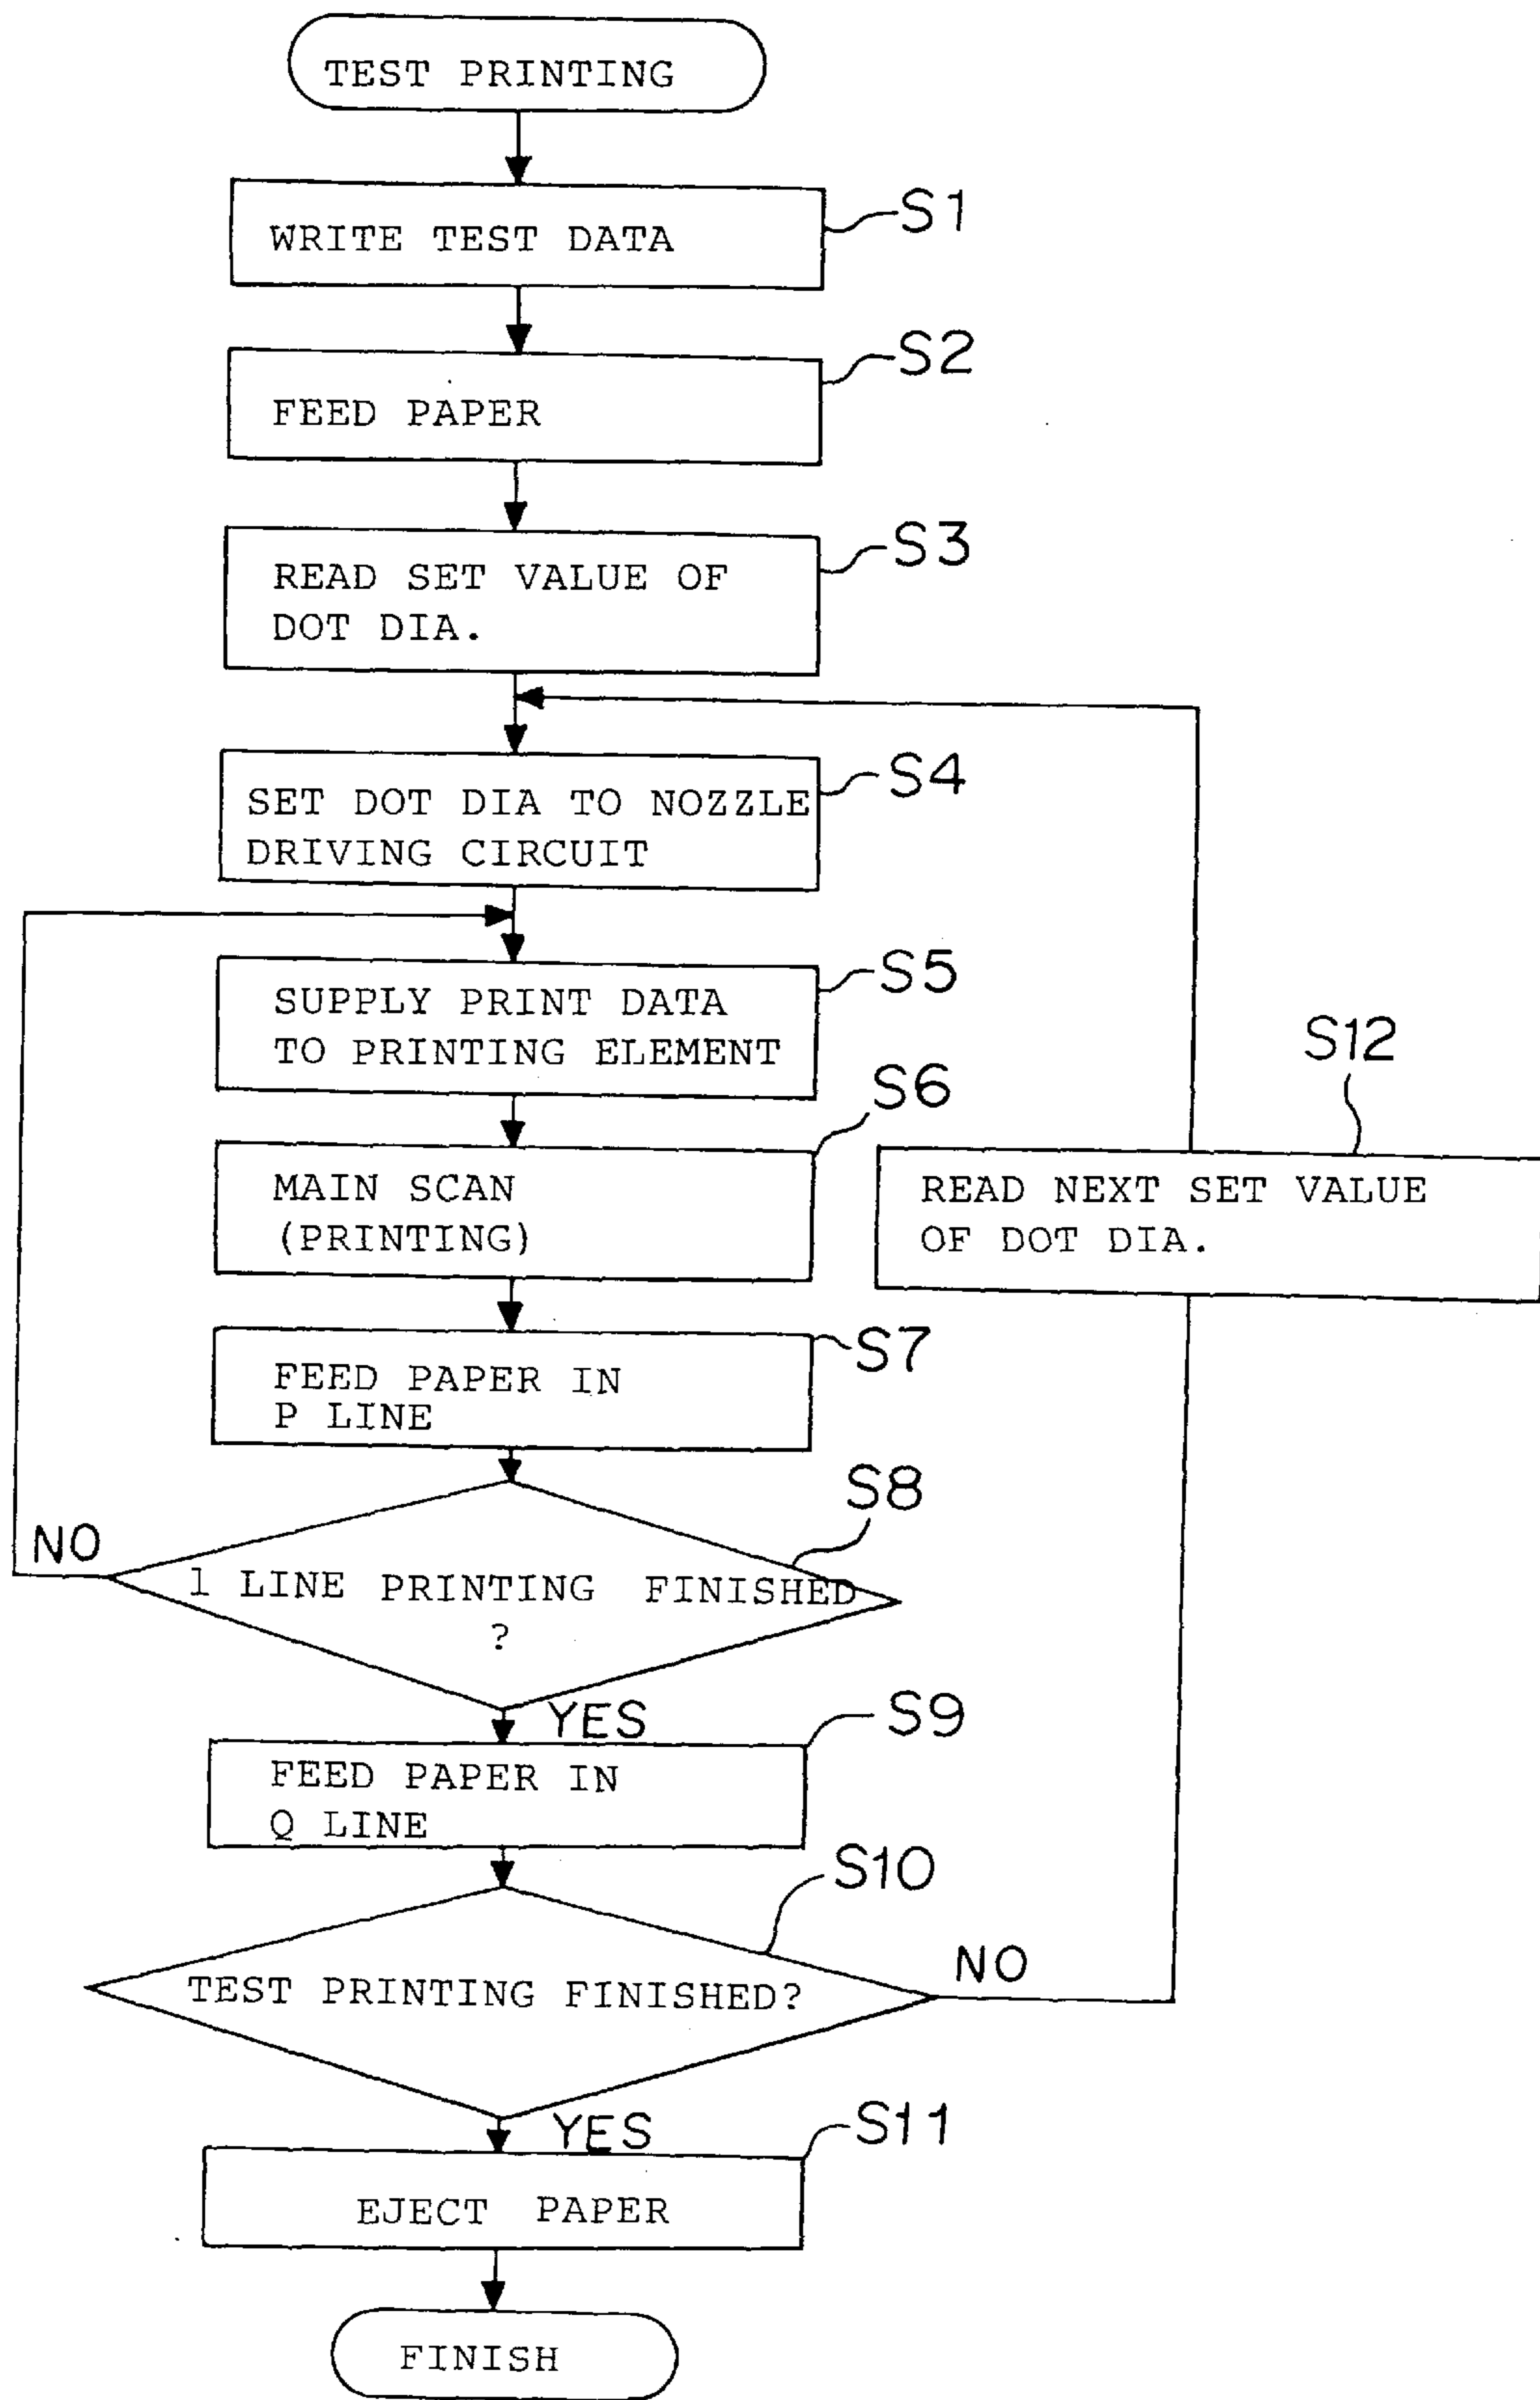 TEST PRINTING
WRITE TEST DATA
S1
FEED PAPER
S2
READ SET VALUE OF
DOT DIA.
S3
SET DOT DIA TO NOZZLE
DRIVING CIRCUIT
S4
SUPPLY PRINT DATA
TO PRINTING ELEMENT
S5
MAIN SCAN
(PRINTING)
S6
READ NEXT SET VALUE
OF DOT DIA.
S12
FEED PAPER IN
P LINE
S7
1 LINE PRINTING FINISHED
?
S8
NO
YES
FEED PAPER IN
Q LINE
S9
TEST PRINTING FINISHED?
S10
NO
YES
EJECT PAPER
S11
FINISH